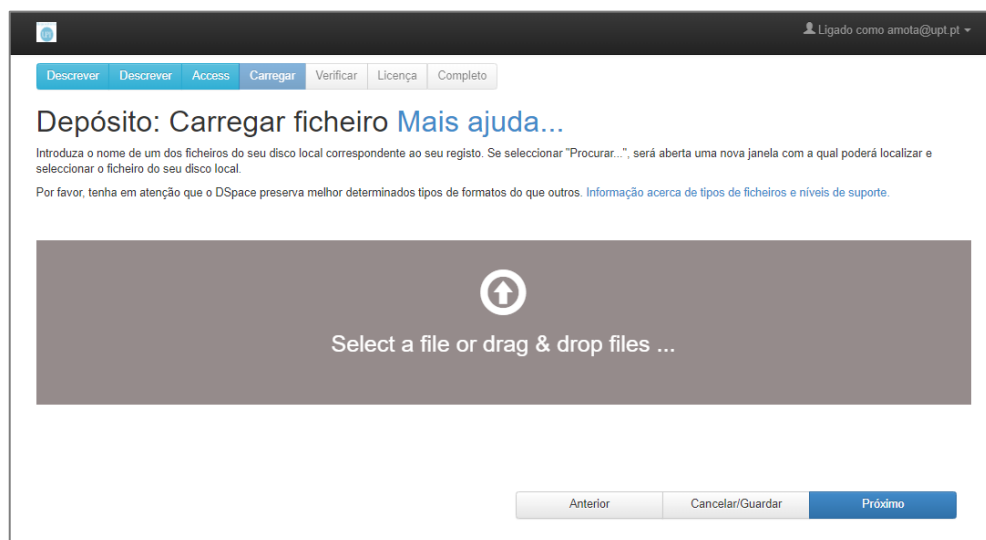 Ligado como amota@upt.pt
Descrever Descrever Access Carregar Verificar Licença Completo
Depósito: Carregar ficheiro Mais ajuda...
Introduza o nome de um dos ficheiros do seu disco local correspondente ao seu registo. Se seleccionar "Procurar...", será aberta uma nova janela com a qual poderá localizar e
seleccionar o ficheiro do seu disco local.
Por favor, tenha em atenção que o DSpace preserva melhor determinados tipos de formatos do que outros. Informação acerca de tipos de ficheiros e níveis de suporte.
Select a file or drag & drop files ...
Anterior Cancelar/Guardar Próximo